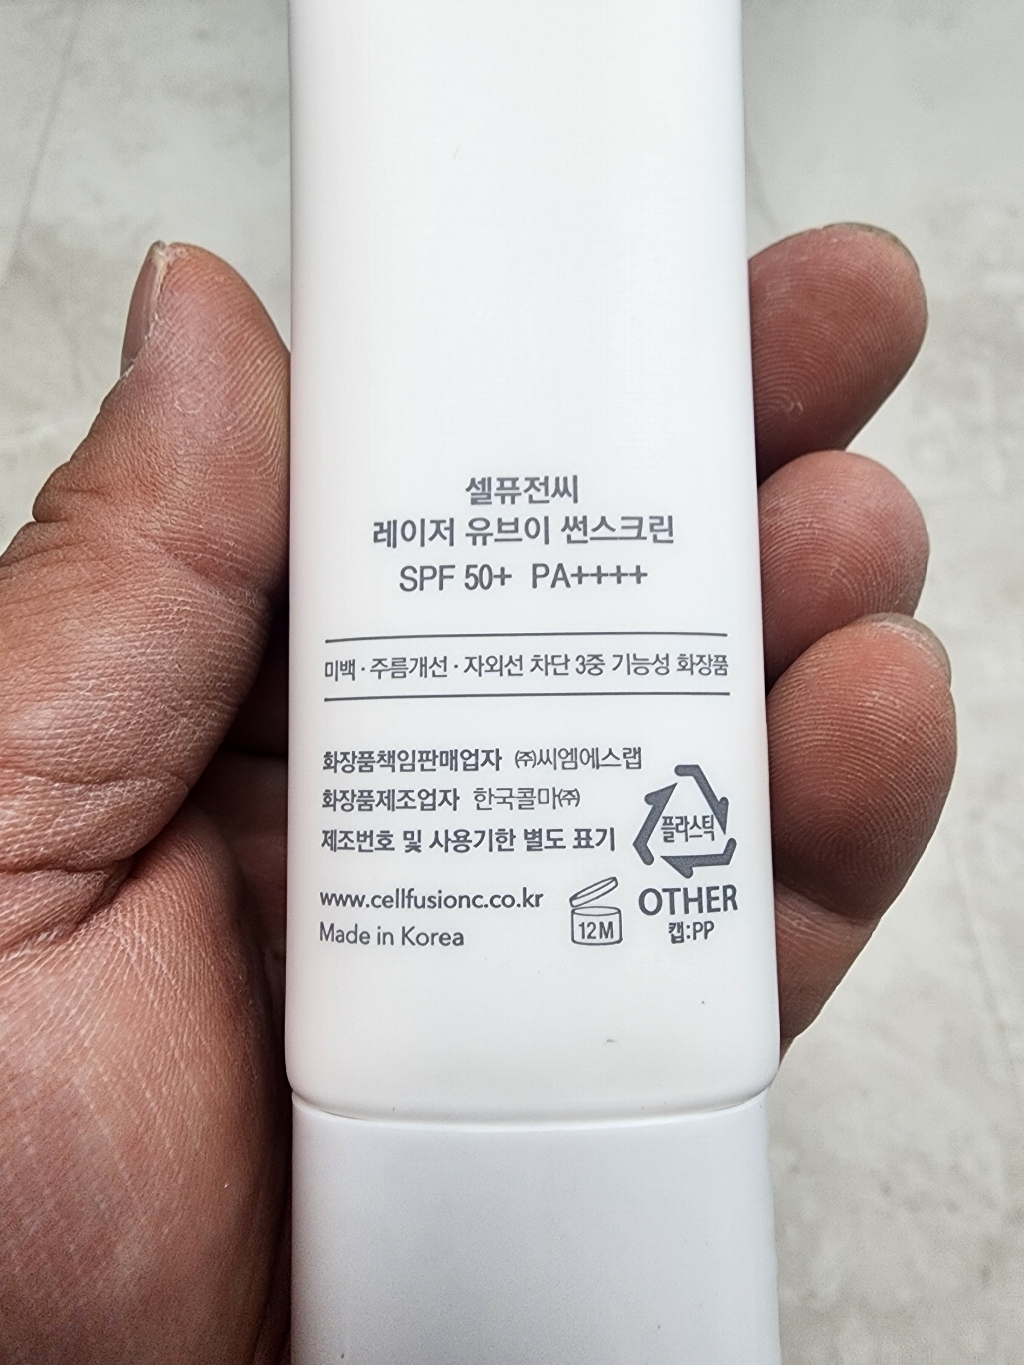 셀퓨전씨
레이저 유브이 썬스크린
SPF 50+ PA++++
미백·주름개선·자외선 차단 3중 기능성 화장품
화장품책임판매업자 ㈜씨엠에스랩
화장품제조업자 한국콜마㈜
제조번호 및 사용기한 별도 표기
플라스틱
OTHER
캡:PP
www.cellfusionc.co.kr
12M
Made in Korea